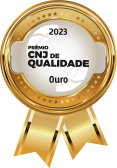 2023
PRÊMIO
CNJ DE
QUALIDADE
Ouro